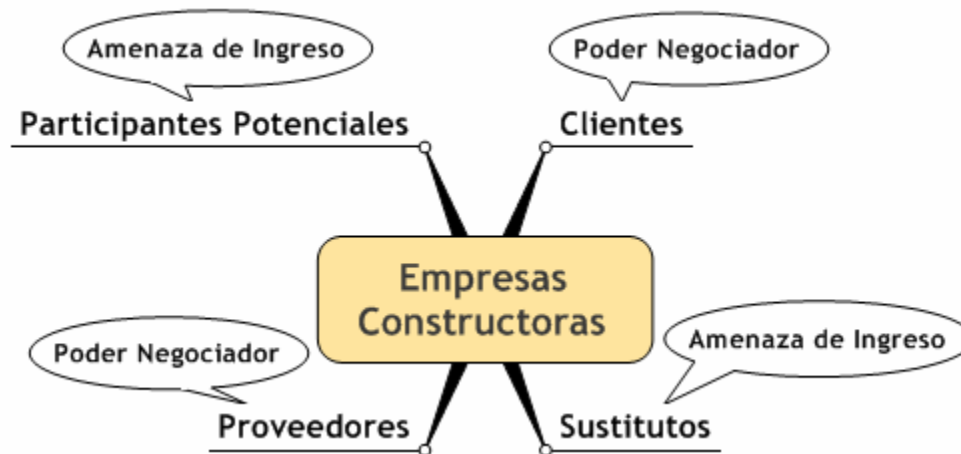 Amenaza de Ingreso
Poder Negociador
Participantes Potenciales
Clientes
Empresas
Constructoras
Poder Negociador
Amenaza de Ingreso
Proveedores
Sustitutos